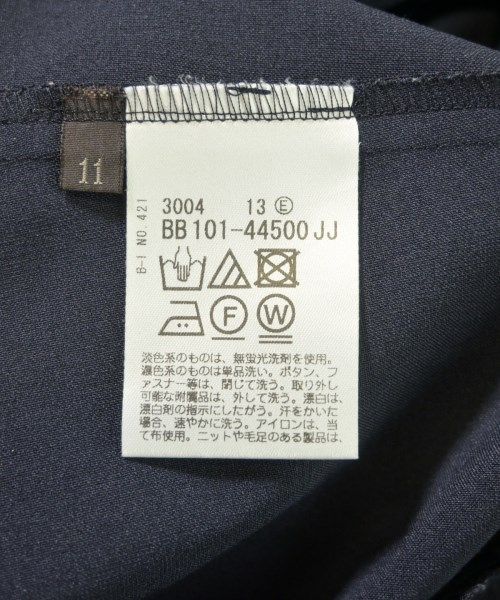 11
B-I NO.421
3004 13 Ⓔ
BB101-44500JJ
F W
淡色系のものは、無蛍光洗剤を使用。
濃色系のものは単品洗い。ボタン、フ
ァスナー等は、閉じて洗う。取り外し
可能な附属品は、外して洗う。漂白は、
漂白剤の指示にしたがう。汗をかいた
場合、速やかに洗う。アイロンは、当
て布使用。ニットや毛足のある製品は、